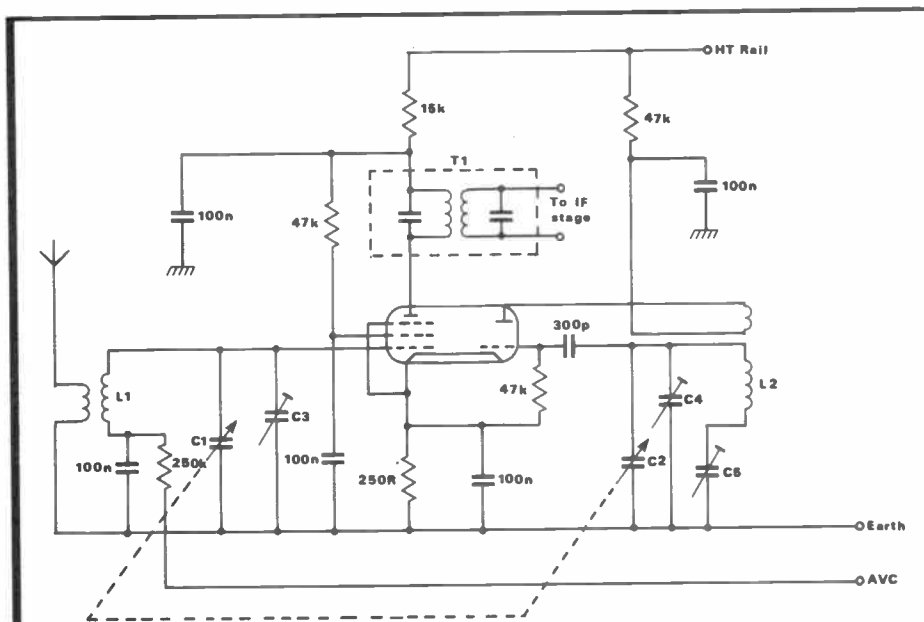 HT Rail
15k
47k
T1
100n
47k
To IF
stage
100n
300p
L1
C3
C1
47k
C4
L2
100n
250k
100n
250R
100n
C2
C5
Earth
AVC